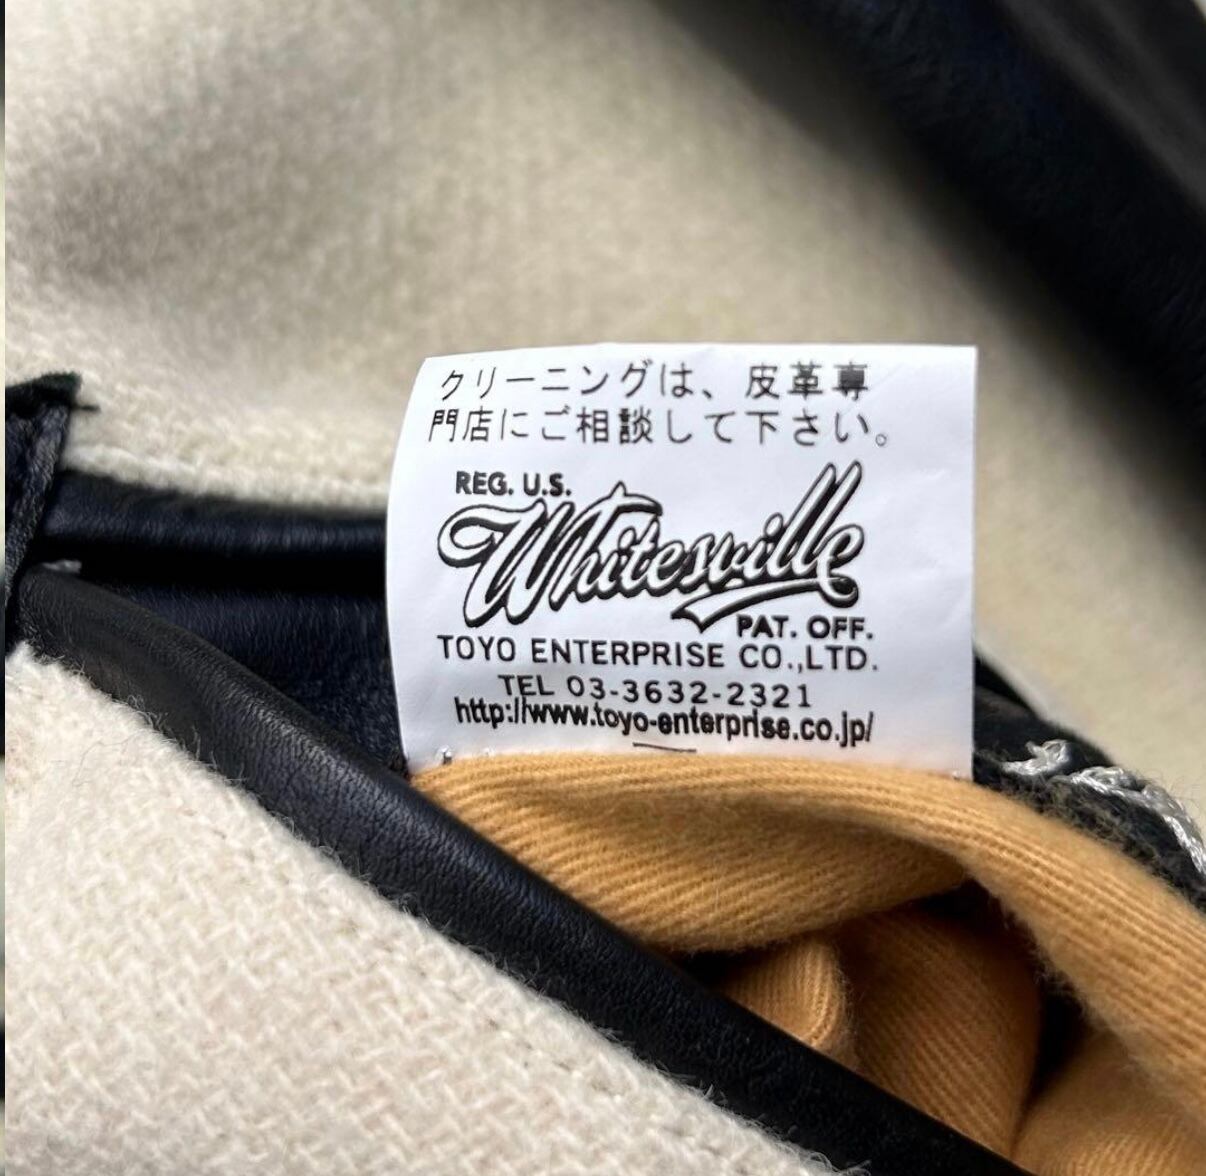 クリーニングは、皮革専
門店にご相談して下さい。
REG. U.S.
Whitesville
PAT. OFF.
TOYO ENTERPRISE CO.,LTD.
TEL 03-3632-2321
http://www.toyo-enterprise.co.jp/